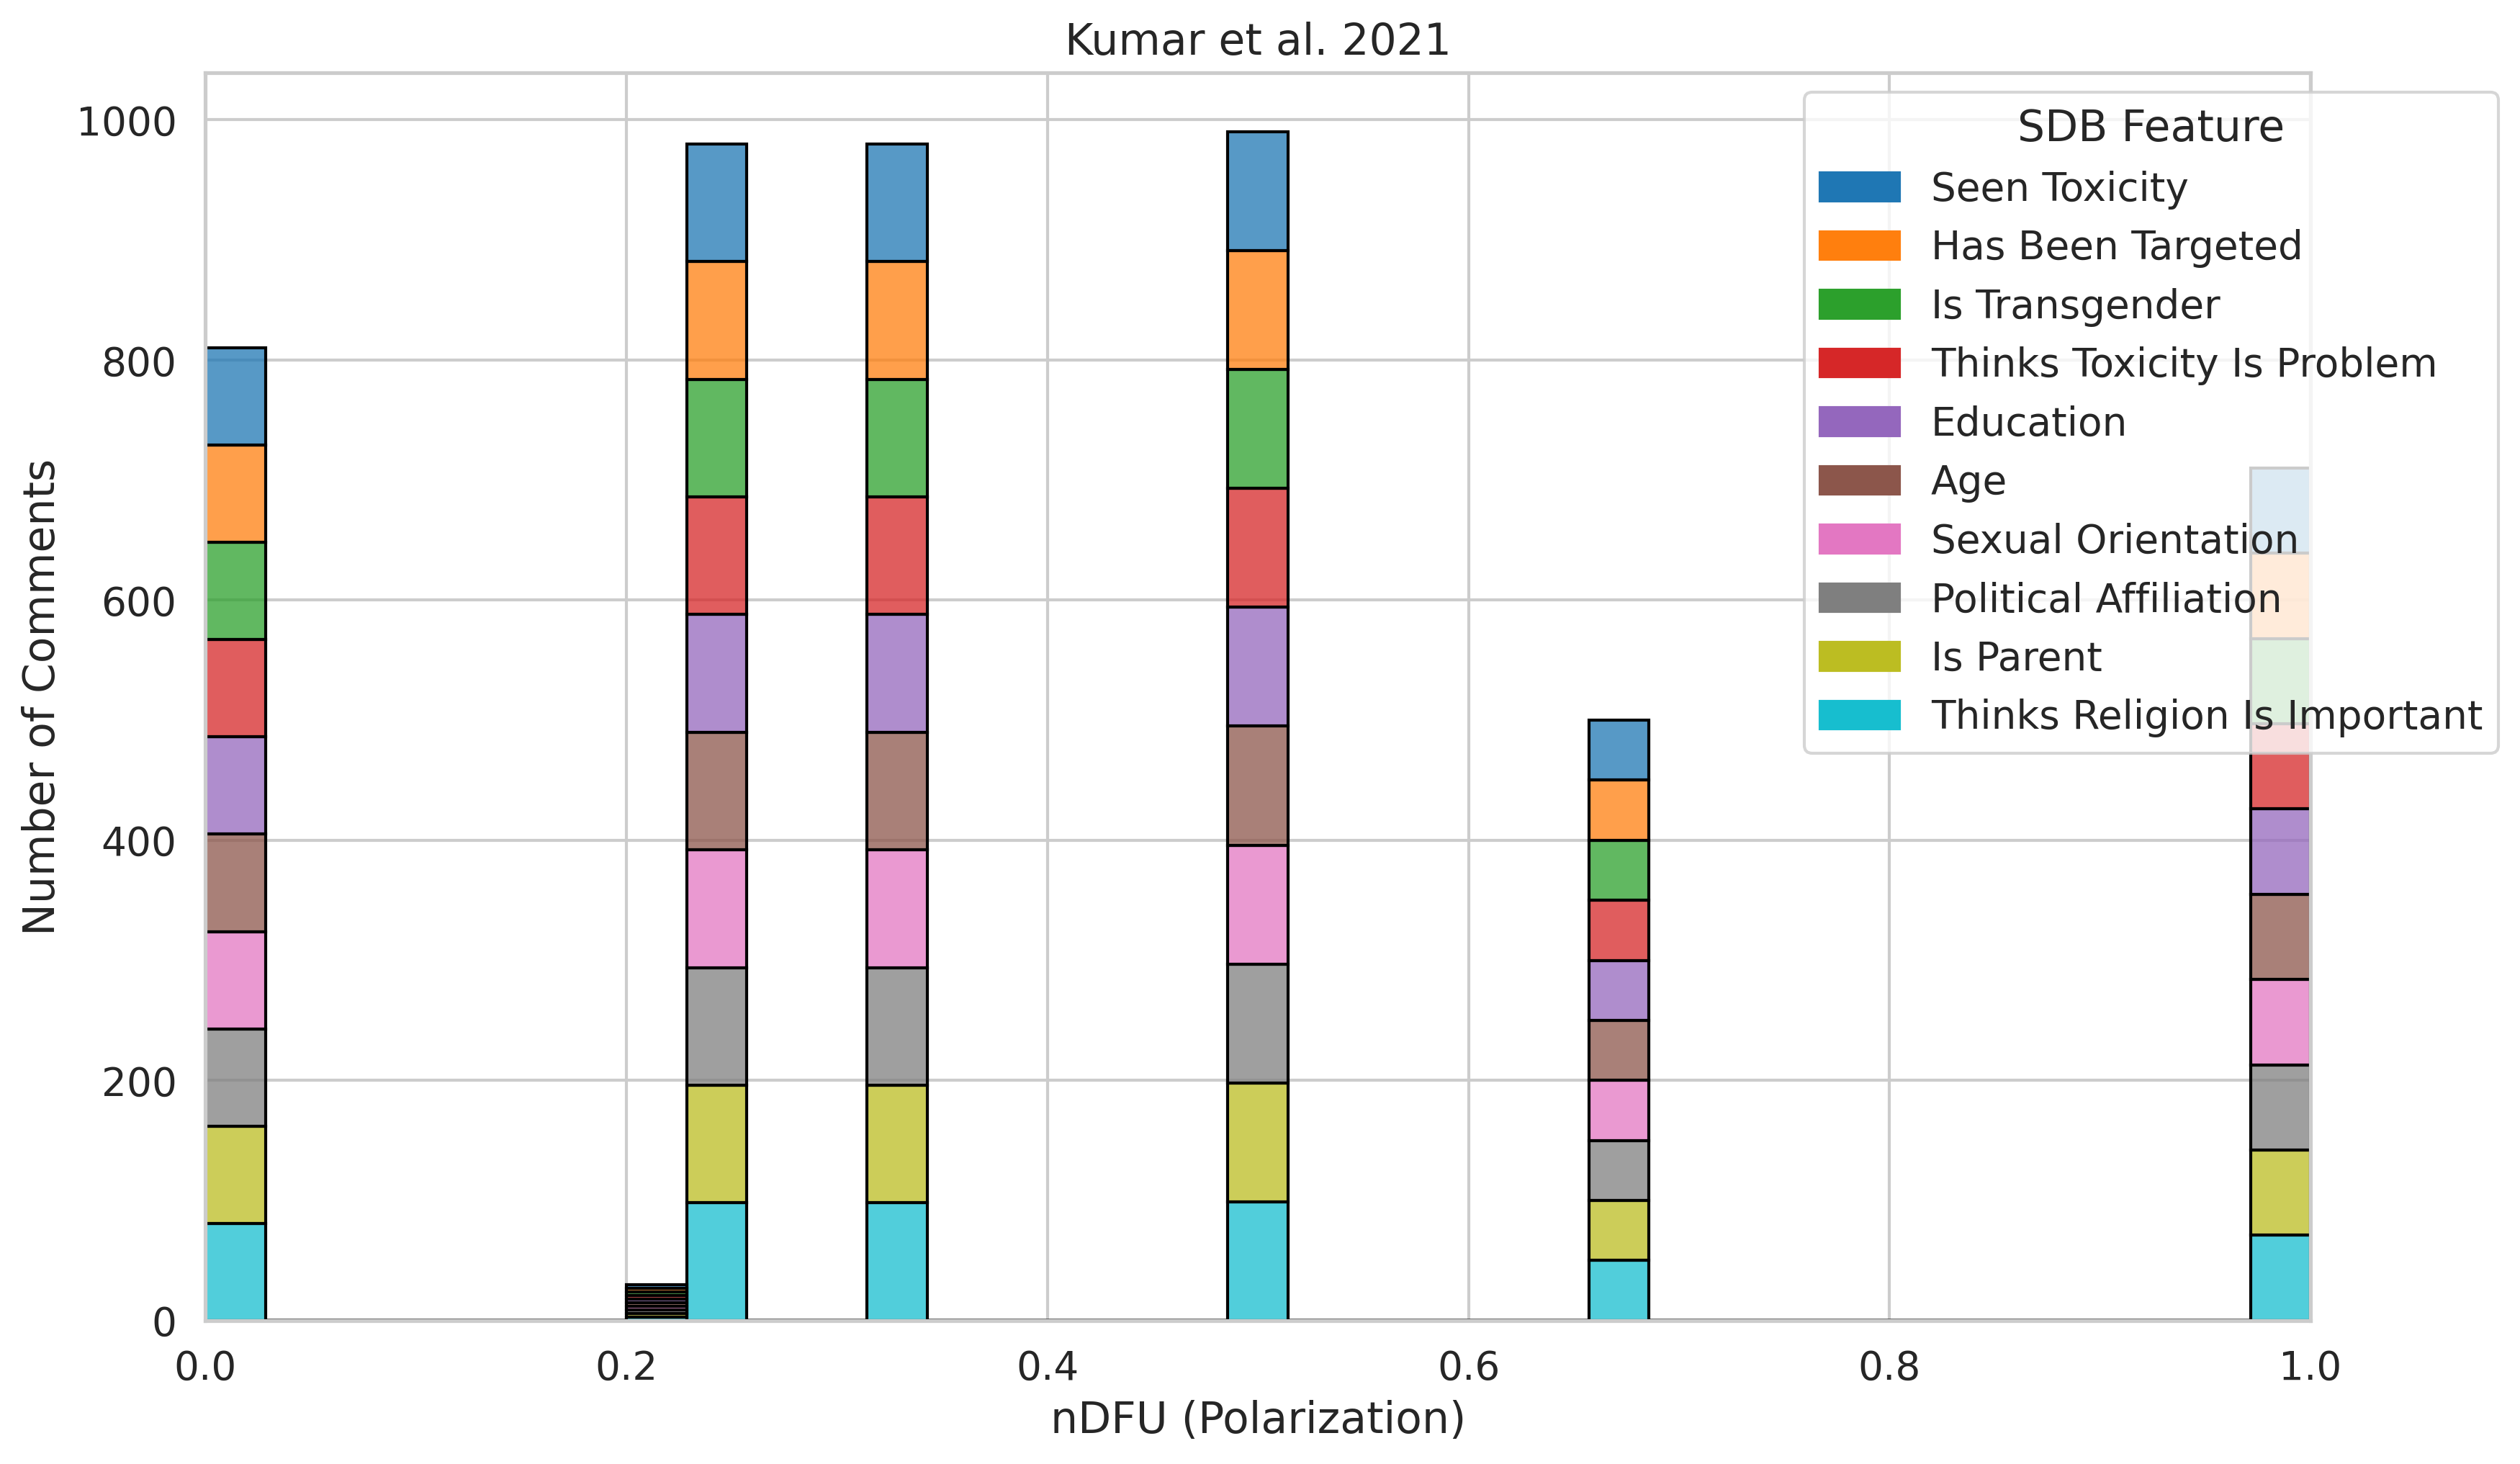 Kumar et al. 2021
Number of Comments
1000
800
600
400
200
0
0.0
0.2
0.4
0.6
0.8
1.0
nDFU (Polarization)
SDB Feature
Seen Toxicity
Has Been Targeted
Is Transgender
Thinks Toxicity Is Problem
Education
Age
Sexual Orientation
Political Affiliation
Is Parent
Thinks Religion Is Important